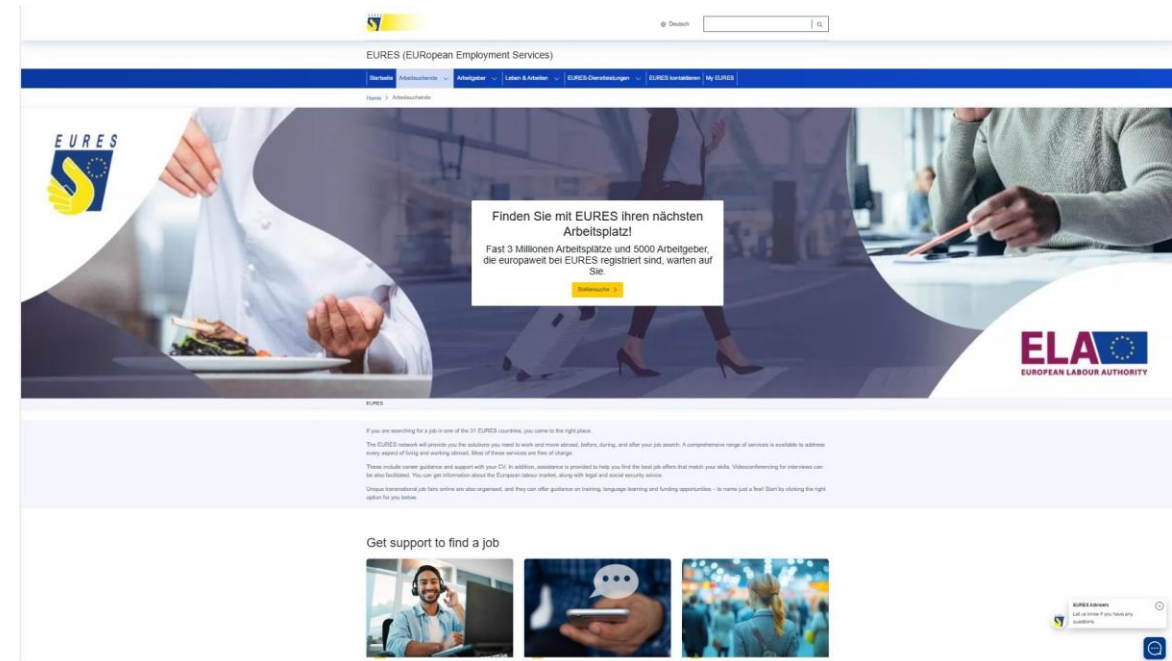 EURES
Deutsch
EURES (EURopean Employment Services)
Startseite Arbeitsuchende Arbeitgeber Leben & Arbeiten EURES-Dienstleistungen EURES kontaktieren My EURES
Home > Arbeitsuchende
EURES
Finden Sie mit EURES ihren nächsten
Arbeitsplatz!
Fast 3 Millionen Arbeitsplätze und 5000 Arbeitgeber,
die europaweit bei EURES registriert sind, warten auf
Sie.
Stellensuche >
ELA
EUROPEAN LABOUR AUTHORITY
EURES
If you are searching for a job in one of the 31 EURES countries, you came to the right place.
The EURES network will provide you the solutions you need to work and move abroad, before, during, and after your job search. A comprehensive range of services is available to address
every aspect of living and working abroad. Most of these services are free of charge.
These include career guidance and support with your CV. In addition, assistance is provided to help you find the best job offers that match your skills. Videoconferencing for interviews can
be also facilitated. You can get information about the European labour market, along with legal and social security advice.
Unique transnational job fairs online are also organised, and they can offer guidance on training, language learning and funding opportunities – to name just a few! Start by clicking the right
option for you below.
Get support to find a job
EURES Advisers
Let us know if you have any
questions.